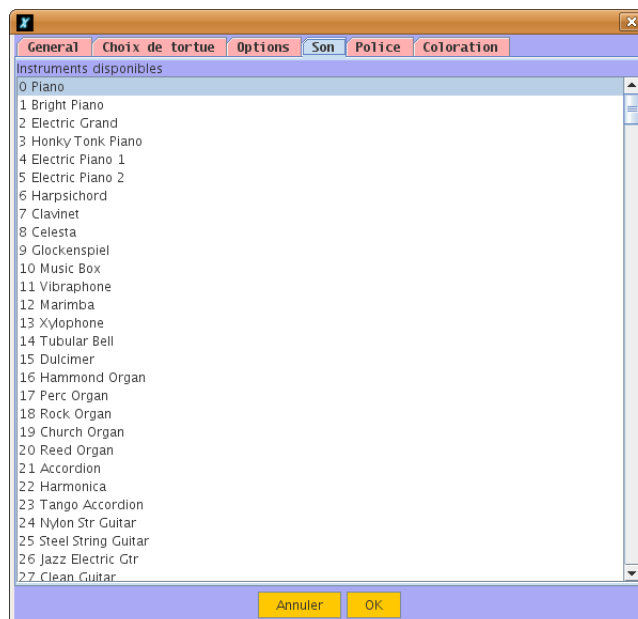 General Choix de tortue Options Son Police Coloration
Instruments disponibles
0 Piano
1 Bright Piano
2 Electric Grand
3 Honky Tonk Piano
4 Electric Piano 1
5 Electric Piano 2
6 Harpsichord
7 Clavinet
8 Celesta
9 Glockenspiel
10 Music Box
11 Vibraphone
12 Marimba
13 Xylophone
14 Tubular Bell
15 Dulcimer
16 Hammond Organ
17 Perc Organ
18 Rock Organ
19 Church Organ
20 Reed Organ
21 Accordion
22 Harmonica
23 Tango Accordion
24 Nylon Str Guitar
25 Steel String Guitar
26 Jazz Electric Gtr
27 Clean Guitar
Annuler OK